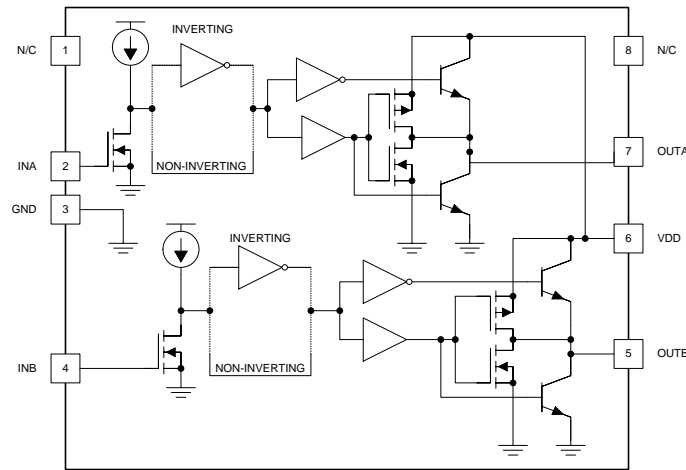 INVERTING
N/C 1
8 N/C
INA 2
NON-INVERTING
7 OUTA
GND 3
INVERTING
6 VDD
INB 4
NON-INVERTING
5 OUTB